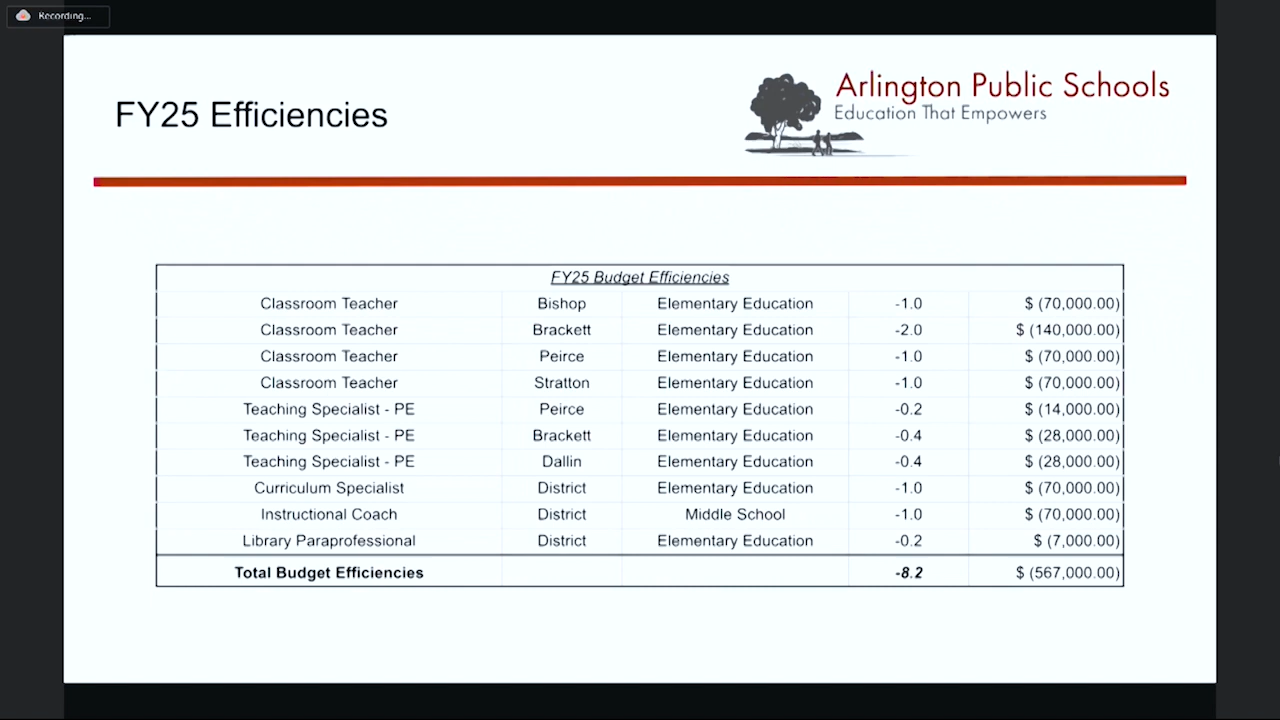 Recording...
FY25 Efficiencies
Arlington Public Schools
Education That Empowers
FY25 Budget Efficiencies
Classroom Teacher Bishop Elementary Education -1.0 $ (70,000.00)
Classroom Teacher Brackett Elementary Education -2.0 $ (140,000.00)
Classroom Teacher Peirce Elementary Education -1.0 $ (70,000.00)
Classroom Teacher Stratton Elementary Education -1.0 $ (70,000.00)
Teaching Specialist - PE Peirce Elementary Education -0.2 $ (14,000.00)
Teaching Specialist - PE Brackett Elementary Education -0.4 $ (28,000.00)
Teaching Specialist - PE Dallin Elementary Education -0.4 $ (28,000.00)
Curriculum Specialist District Elementary Education -1.0 $ (70,000.00)
Instructional Coach District Middle School -1.0 $ (70,000.00)
Library Paraprofessional District Elementary Education -0.2 $ (7,000.00)
Total Budget Efficiencies -8.2 $ (567,000.00)